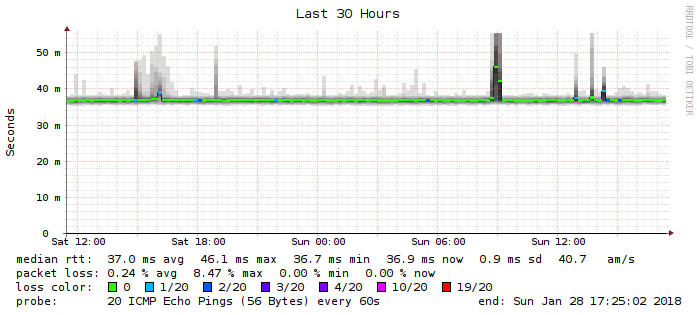 Last 30 Hours
RRDTOOL / TOBI OETIKER
Seconds
50 m
40 m
30 m
20 m
10 m
0
Sat 12:00 Sat 18:00 Sun 00:00 Sun 06:00 Sun 12:00
median rtt: 37.0 ms avg 46.1 ms max 36.7 ms min 36.9 ms now 0.9 ms sd 40.7 am/s
packet loss: 0.24 % avg 8.47 % max 0.00 % min 0.00 % now
loss color: 0 1/20 2/20 3/20 4/20 10/20 19/20
probe: 20 ICMP Echo Pings (56 Bytes) every 60s end: Sun Jan 28 17:25:02 2018